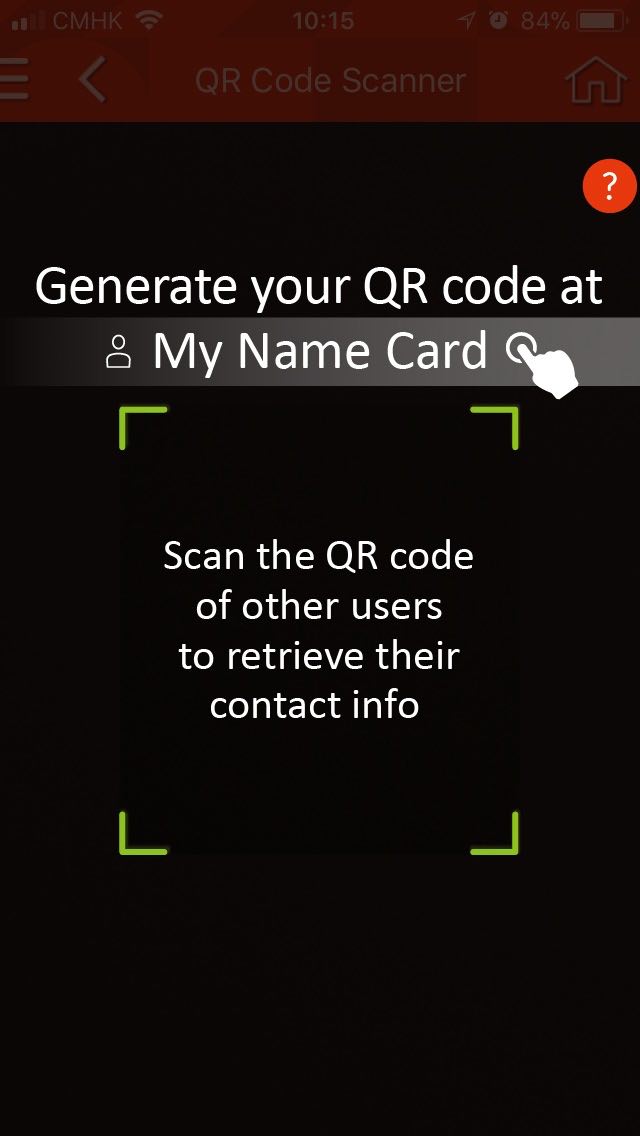 CMHK 10:15 84%
QR Code Scanner
?
Generate your QR code at
My Name Card
Scan the QR code
of other users
to retrieve their
contact info